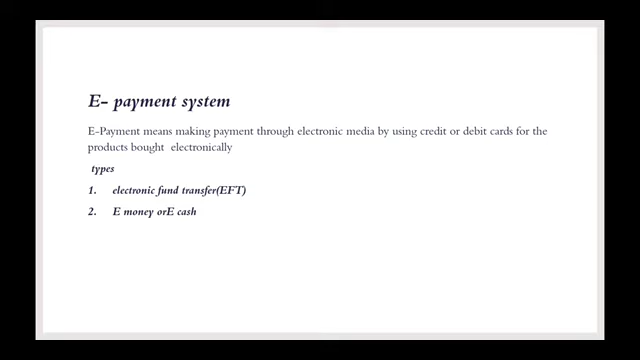 E- payment system
E-Payment means making payment through electronic media by using credit or debit cards for the
products bought electronically
types
1. electronic fund transfer(EFT)
2. E money orE cash